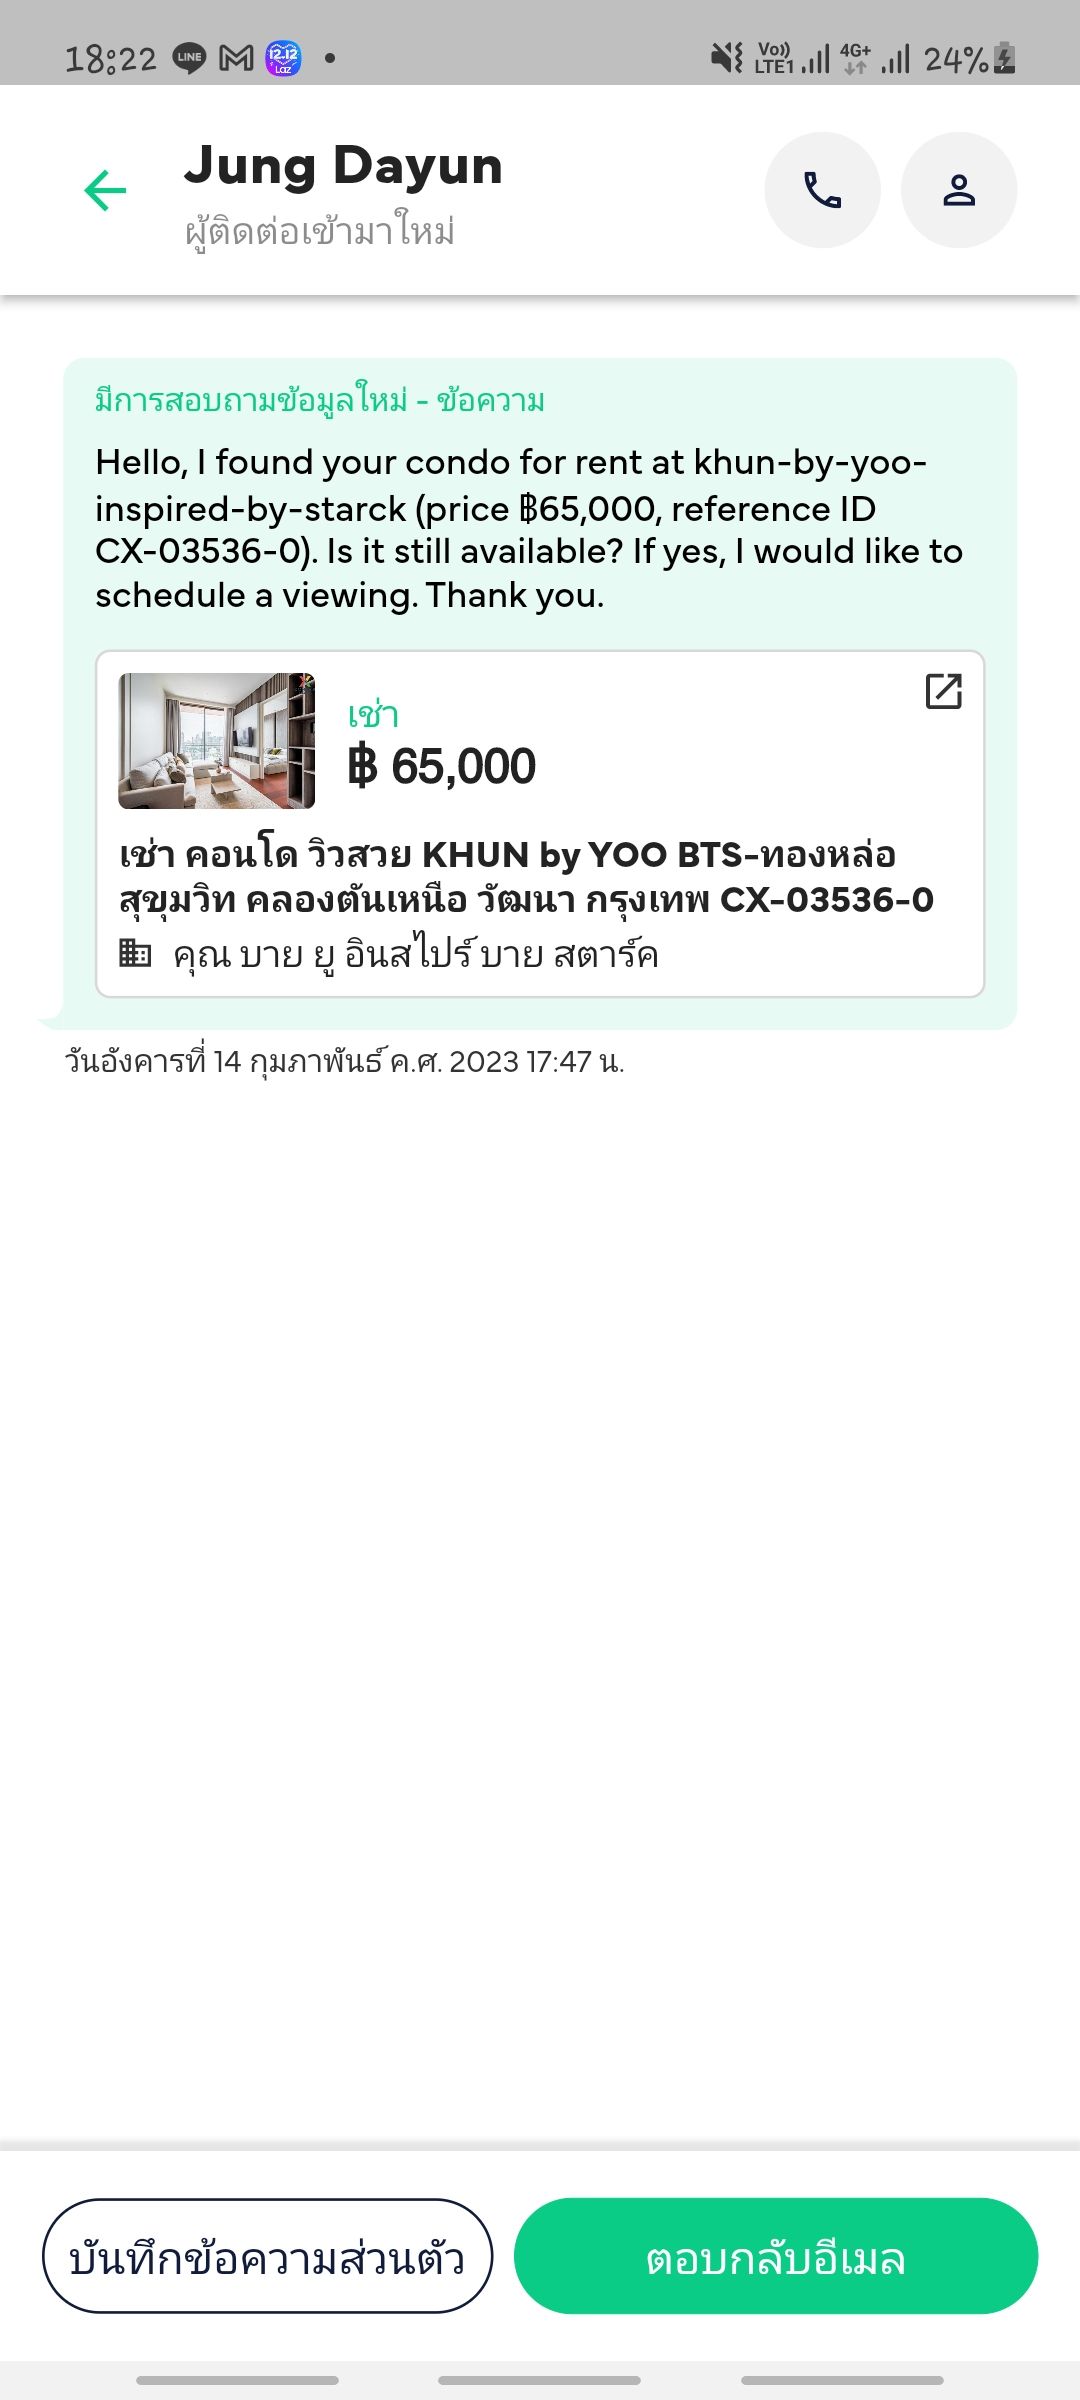 18:22 LINE 12.12 LAZ Vo)) LTE1 4G+ 24%
Jung Dayun
ผู้ติดต่อเข้ามาใหม่
มีการสอบถามข้อมูลใหม่ - ข้อความ
Hello, I found your condo for rent at khun-by-yoo-
inspired-by-starck (price ฿65,000, reference ID
CX-03536-0). Is it still available? If yes, I would like to
schedule a viewing. Thank you.
เช่า
฿ 65,000
เช่า คอนโด วิวสวย KHUN by YOO BTS-ทองหล่อ
สุขุมวิท คลองตันเหนือ วัฒนา กรุงเทพ CX-03536-0
คุณ บาย ยู อินสไปร์ บาย สตาร์ค
วันอังคารที่ 14 กุมภาพันธ์ ค.ศ. 2023 17:47 น.
บันทึกข้อความส่วนตัว
ตอบกลับอีเมล